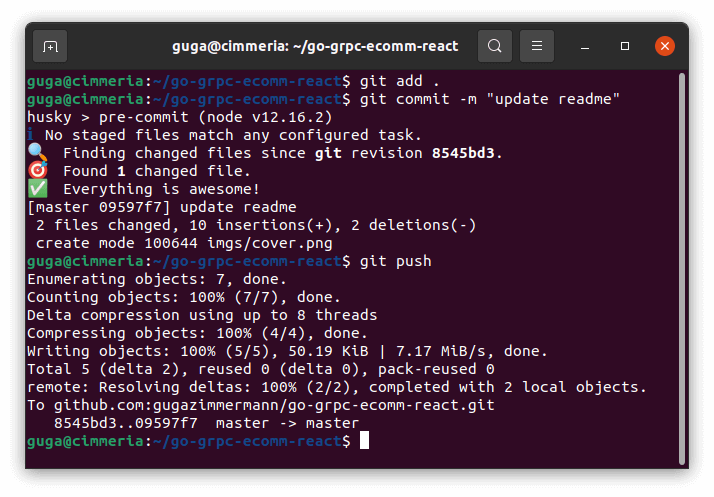 guga@cimmeria: ~/go-grpc-ecomm-react
guga@cimmeria:~/go-grpc-ecomm-react$ git add .
guga@cimmeria:~/go-grpc-ecomm-react$ git commit -m "update readme"
husky > pre-commit (node v12.16.2)
ℹ No staged files match any configured task.
🔍  Finding changed files since git revision 8545bd3.
🎯  Found 1 changed file.
✅  Everything is awesome!
[master 09597f7] update readme
 2 files changed, 10 insertions(+), 2 deletions(-)
 create mode 100644 imgs/cover.png
guga@cimmeria:~/go-grpc-ecomm-react$ git push
Enumerating objects: 7, done.
Counting objects: 100% (7/7), done.
Delta compression using up to 8 threads
Compressing objects: 100% (4/4), done.
Writing objects: 100% (5/5), 50.19 KiB | 7.17 MiB/s, done.
Total 5 (delta 2), reused 0 (delta 0), pack-reused 0
remote: Resolving deltas: 100% (2/2), completed with 2 local objects.
To github.com:gugazimmermann/go-grpc-ecomm-react.git
   8545bd3..09597f7  master -> master
guga@cimmeria:~/go-grpc-ecomm-react$